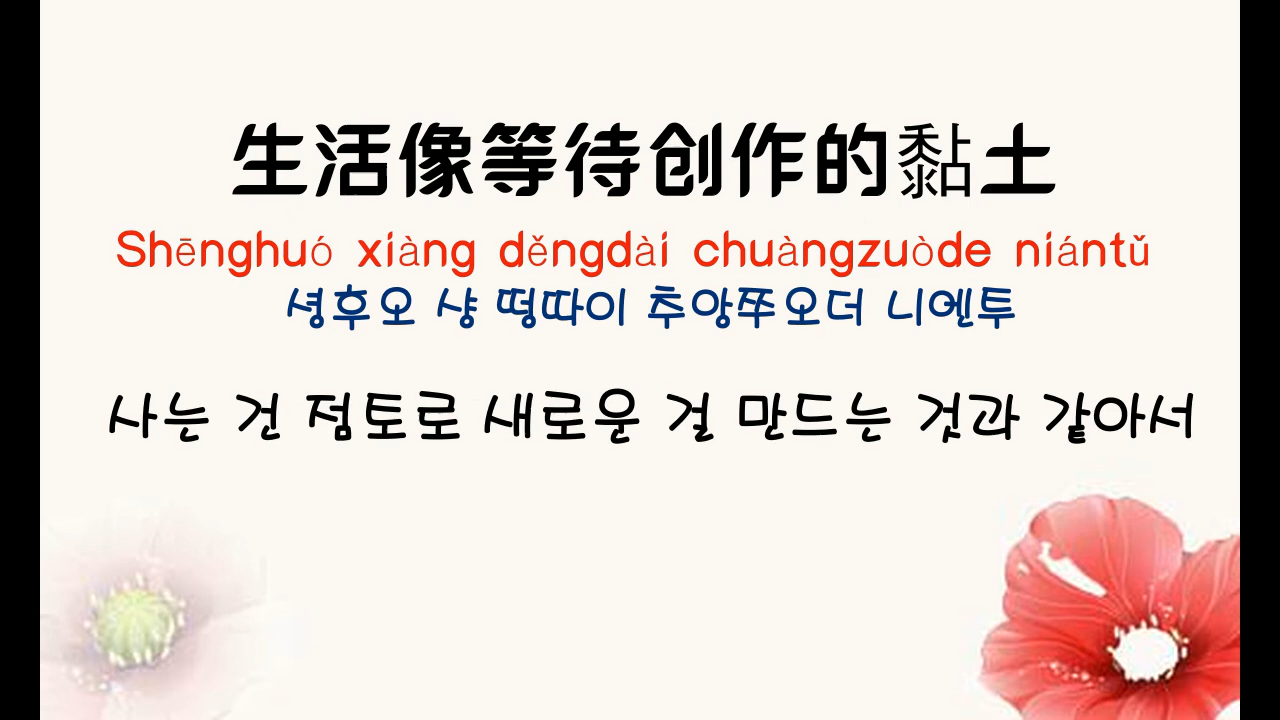 生活像等待创作的黏土
Shēnghuó xiàng děngdài chuàngzuòde niántǔ
셩후오 샹 떵따이 추앙쭈오더 니엔투
사는 건 점토로 새로운 걸 만드는 것과 같아서